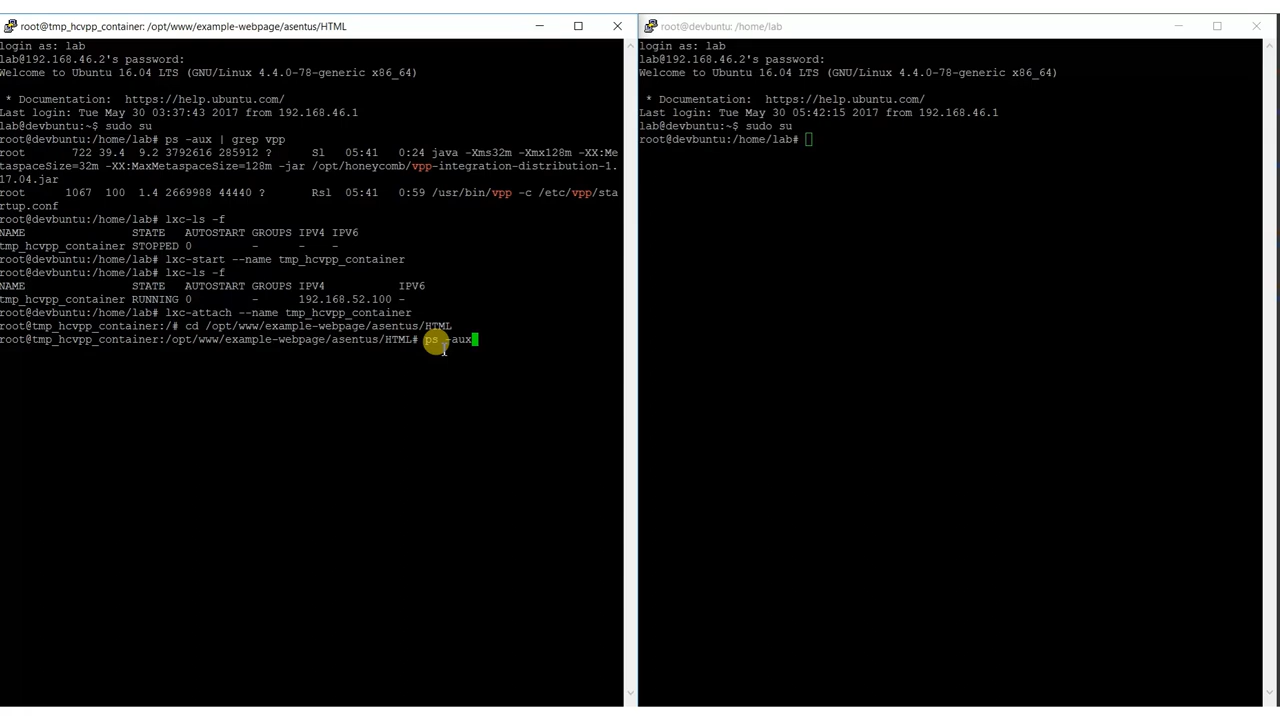 root@tmp_hcvpp_container: /opt/www/example-webpage/asentus/HTML
login as: lab
lab@192.168.46.2's password:
Welcome to Ubuntu 16.04 LTS (GNU/Linux 4.4.0-78-generic x86_64)
* Documentation:  https://help.ubuntu.com/
Last login: Tue May 30 03:37:43 2017 from 192.168.46.1
lab@devbuntu:~$ sudo su
root@devbuntu:/home/lab# ps -aux | grep vpp
root       722 39.4  9.2 3792616 285912 ?      Sl   05:41   0:24 java -Xms32m -Xmx128m -XX:Me
taspaceSize=32m -XX:MaxMetaspaceSize=128m -jar /opt/honeycomb/vpp-integration-distribution-1.
17.04.jar
root      1067  100  1.4 2669988 44440 ?       Rsl  05:41   0:59 /usr/bin/vpp -c /etc/vpp/sta
rtup.conf
root@devbuntu:/home/lab# lxc-ls -f
NAME                STATE   AUTOSTART GROUPS IPV4 IPV6
tmp_hcvpp_container STOPPED 0         -      -    -
root@devbuntu:/home/lab# lxc-start --name tmp_hcvpp_container
root@devbuntu:/home/lab# lxc-ls -f
NAME                STATE   AUTOSTART GROUPS IPV4           IPV6
tmp_hcvpp_container RUNNING 0         -      192.168.52.100 -
root@devbuntu:/home/lab# lxc-attach --name tmp_hcvpp_container
root@tmp_hcvpp_container:/# cd /opt/www/example-webpage/asentus/HTML
root@tmp_hcvpp_container:/opt/www/example-webpage/asentus/HTML# ps -aux
root@devbuntu: /home/lab
login as: lab
lab@192.168.46.2's password:
Welcome to Ubuntu 16.04 LTS (GNU/Linux 4.4.0-78-generic x86_64)
* Documentation:  https://help.ubuntu.com/
Last login: Tue May 30 05:42:15 2017 from 192.168.46.1
lab@devbuntu:~$ sudo su
root@devbuntu:/home/lab#